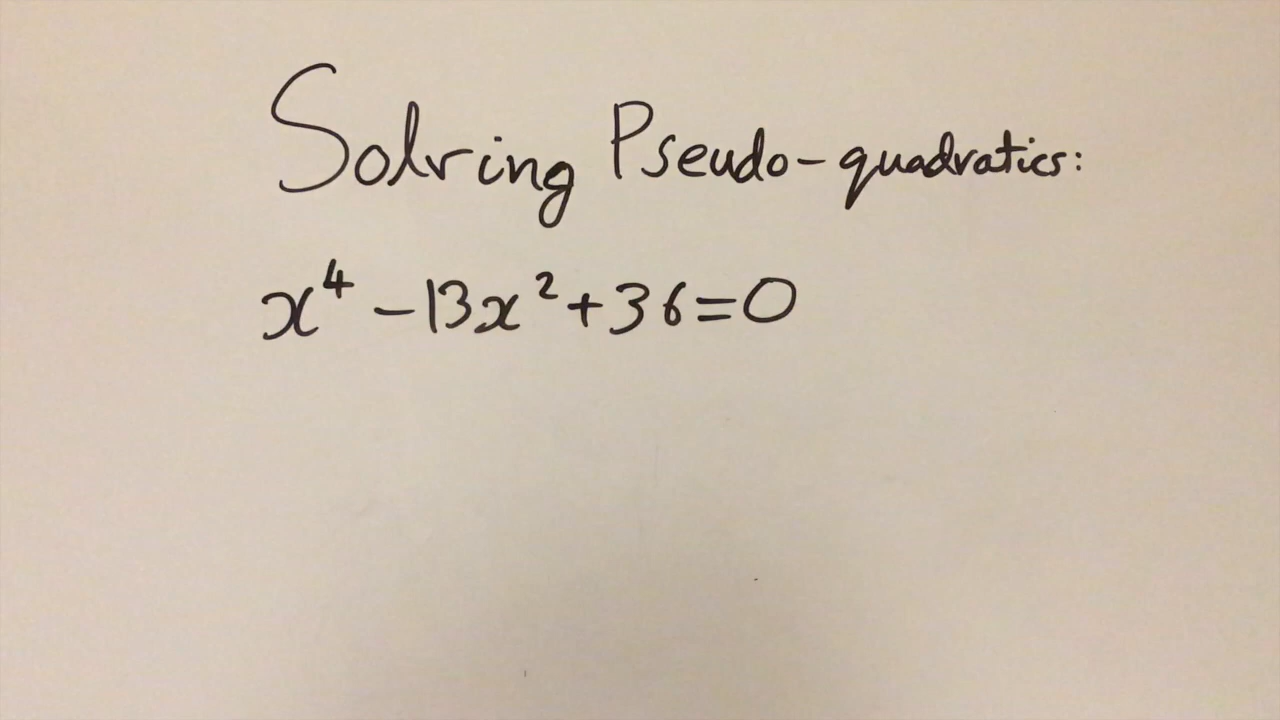 Solving Pseudo-quadratics:
x⁴ - 13x² + 36 = 0